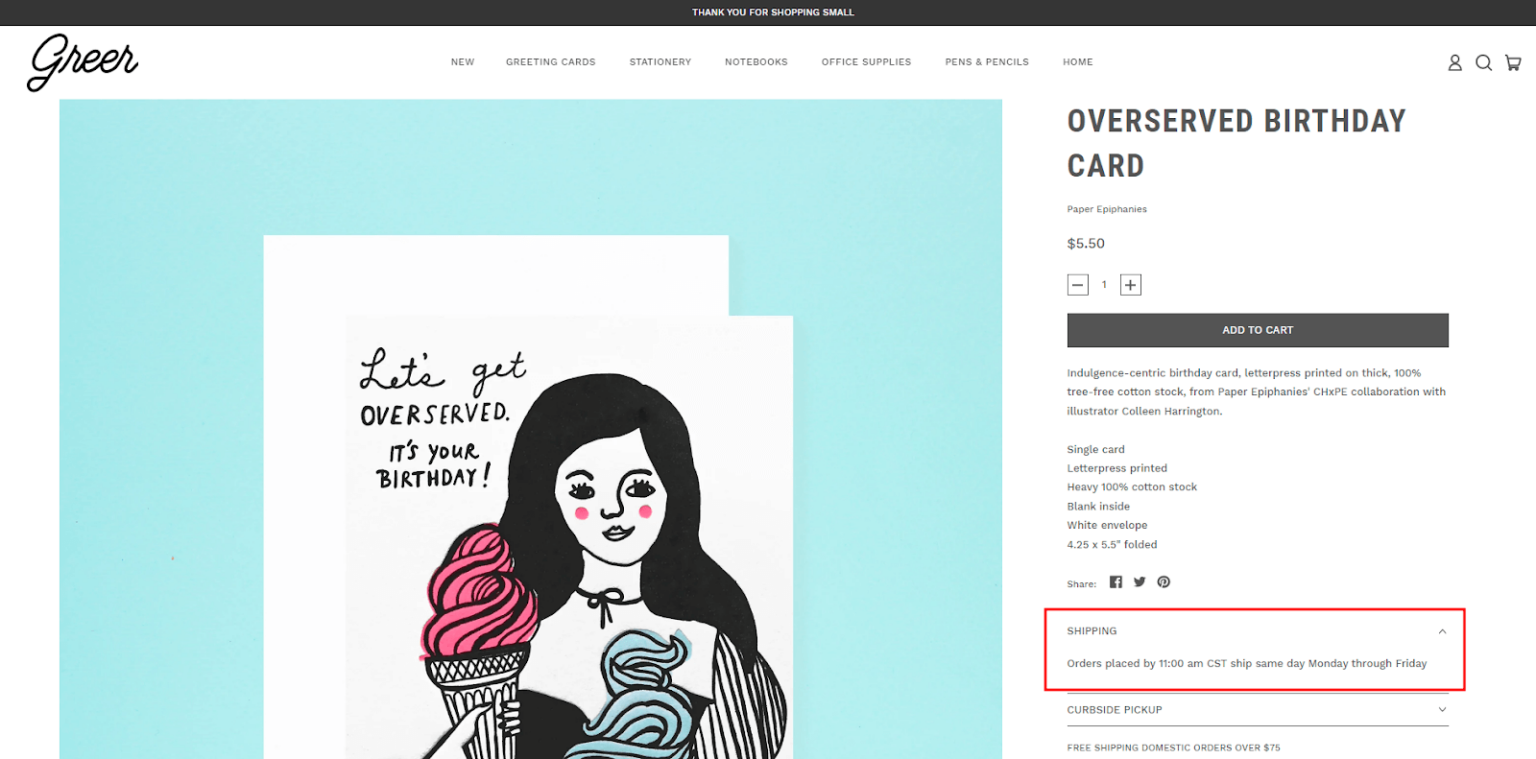 THANK YOU FOR SHOPPING SMALL
Greer
NEW GREETING CARDS STATIONERY NOTEBOOKS OFFICE SUPPLIES PENS & PENCILS HOME
Let's get
OVERSERVED.
IT'S YOUR
BIRTHDAY!
OVERSERVED BIRTHDAY
CARD
Paper Epiphanies
$5.50
1
ADD TO CART
Indulgence-centric birthday card, letterpress printed on thick, 100%
tree-free cotton stock, from Paper Epiphanies' CHxPE collaboration with
illustrator Colleen Harrington.
Single card
Letterpress printed
Heavy 100% cotton stock
Blank inside
White envelope
4.25 x 5.5" folded
Share:
SHIPPING
Orders placed by 11:00 am CST ship same day Monday through Friday
CURBSIDE PICKUP
FREE SHIPPING DOMESTIC ORDERS OVER $75